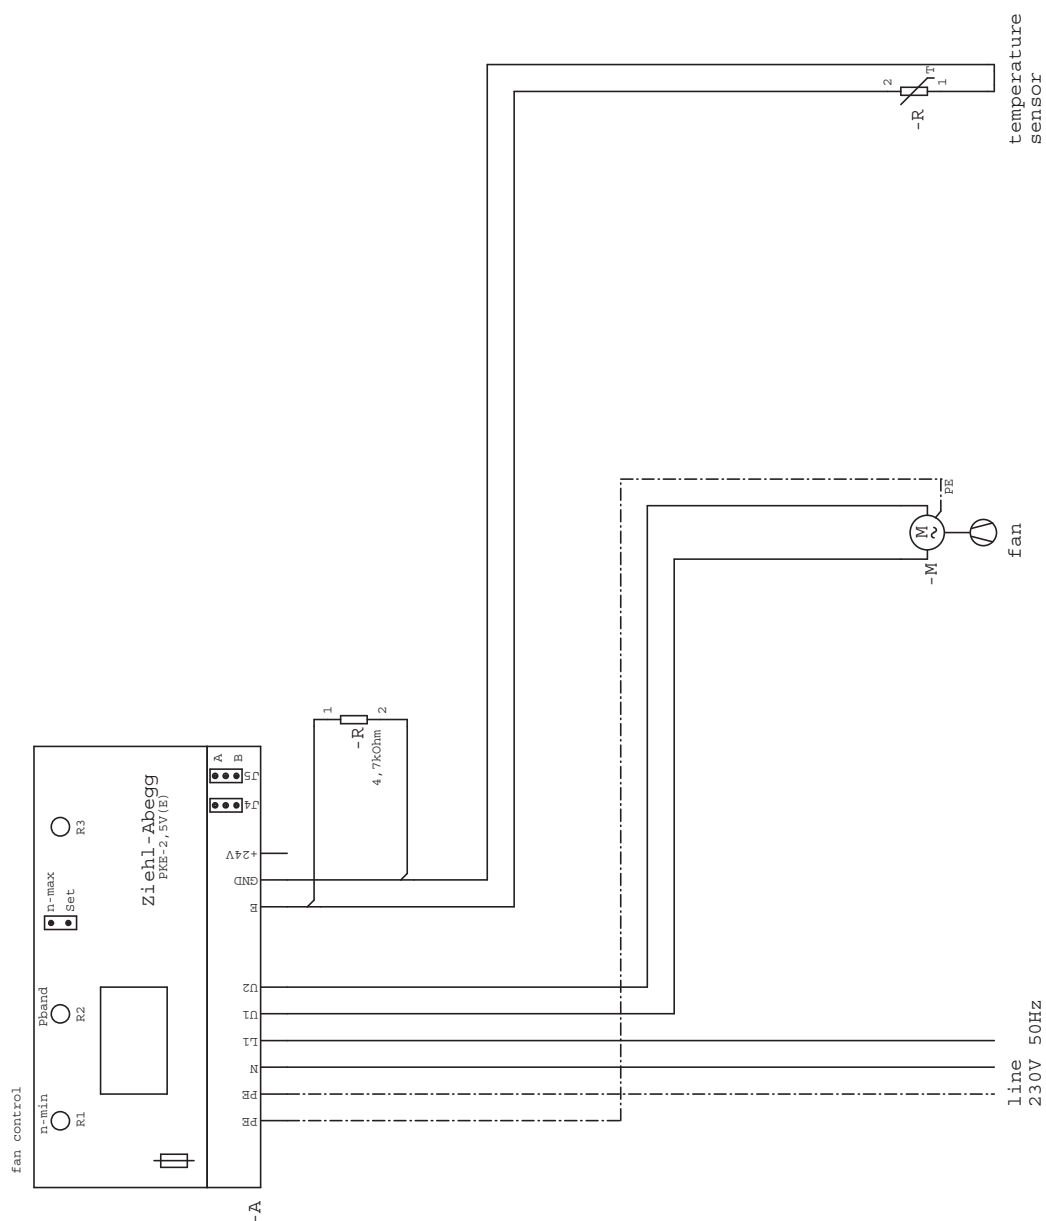 fan control
-A
n-min
R1
Pband
R2
n-max
Set
R3
Ziehl-Abegg
PKE-2,5V(E)
PE
PE
N
L1
U1
U2
E
GND
+24V
J4
J5
A
B
1
2
-R
4,7kOhm
line
230V 50Hz
PE
M
~
-M
fan
2
T
1
-R
temperature
sensor